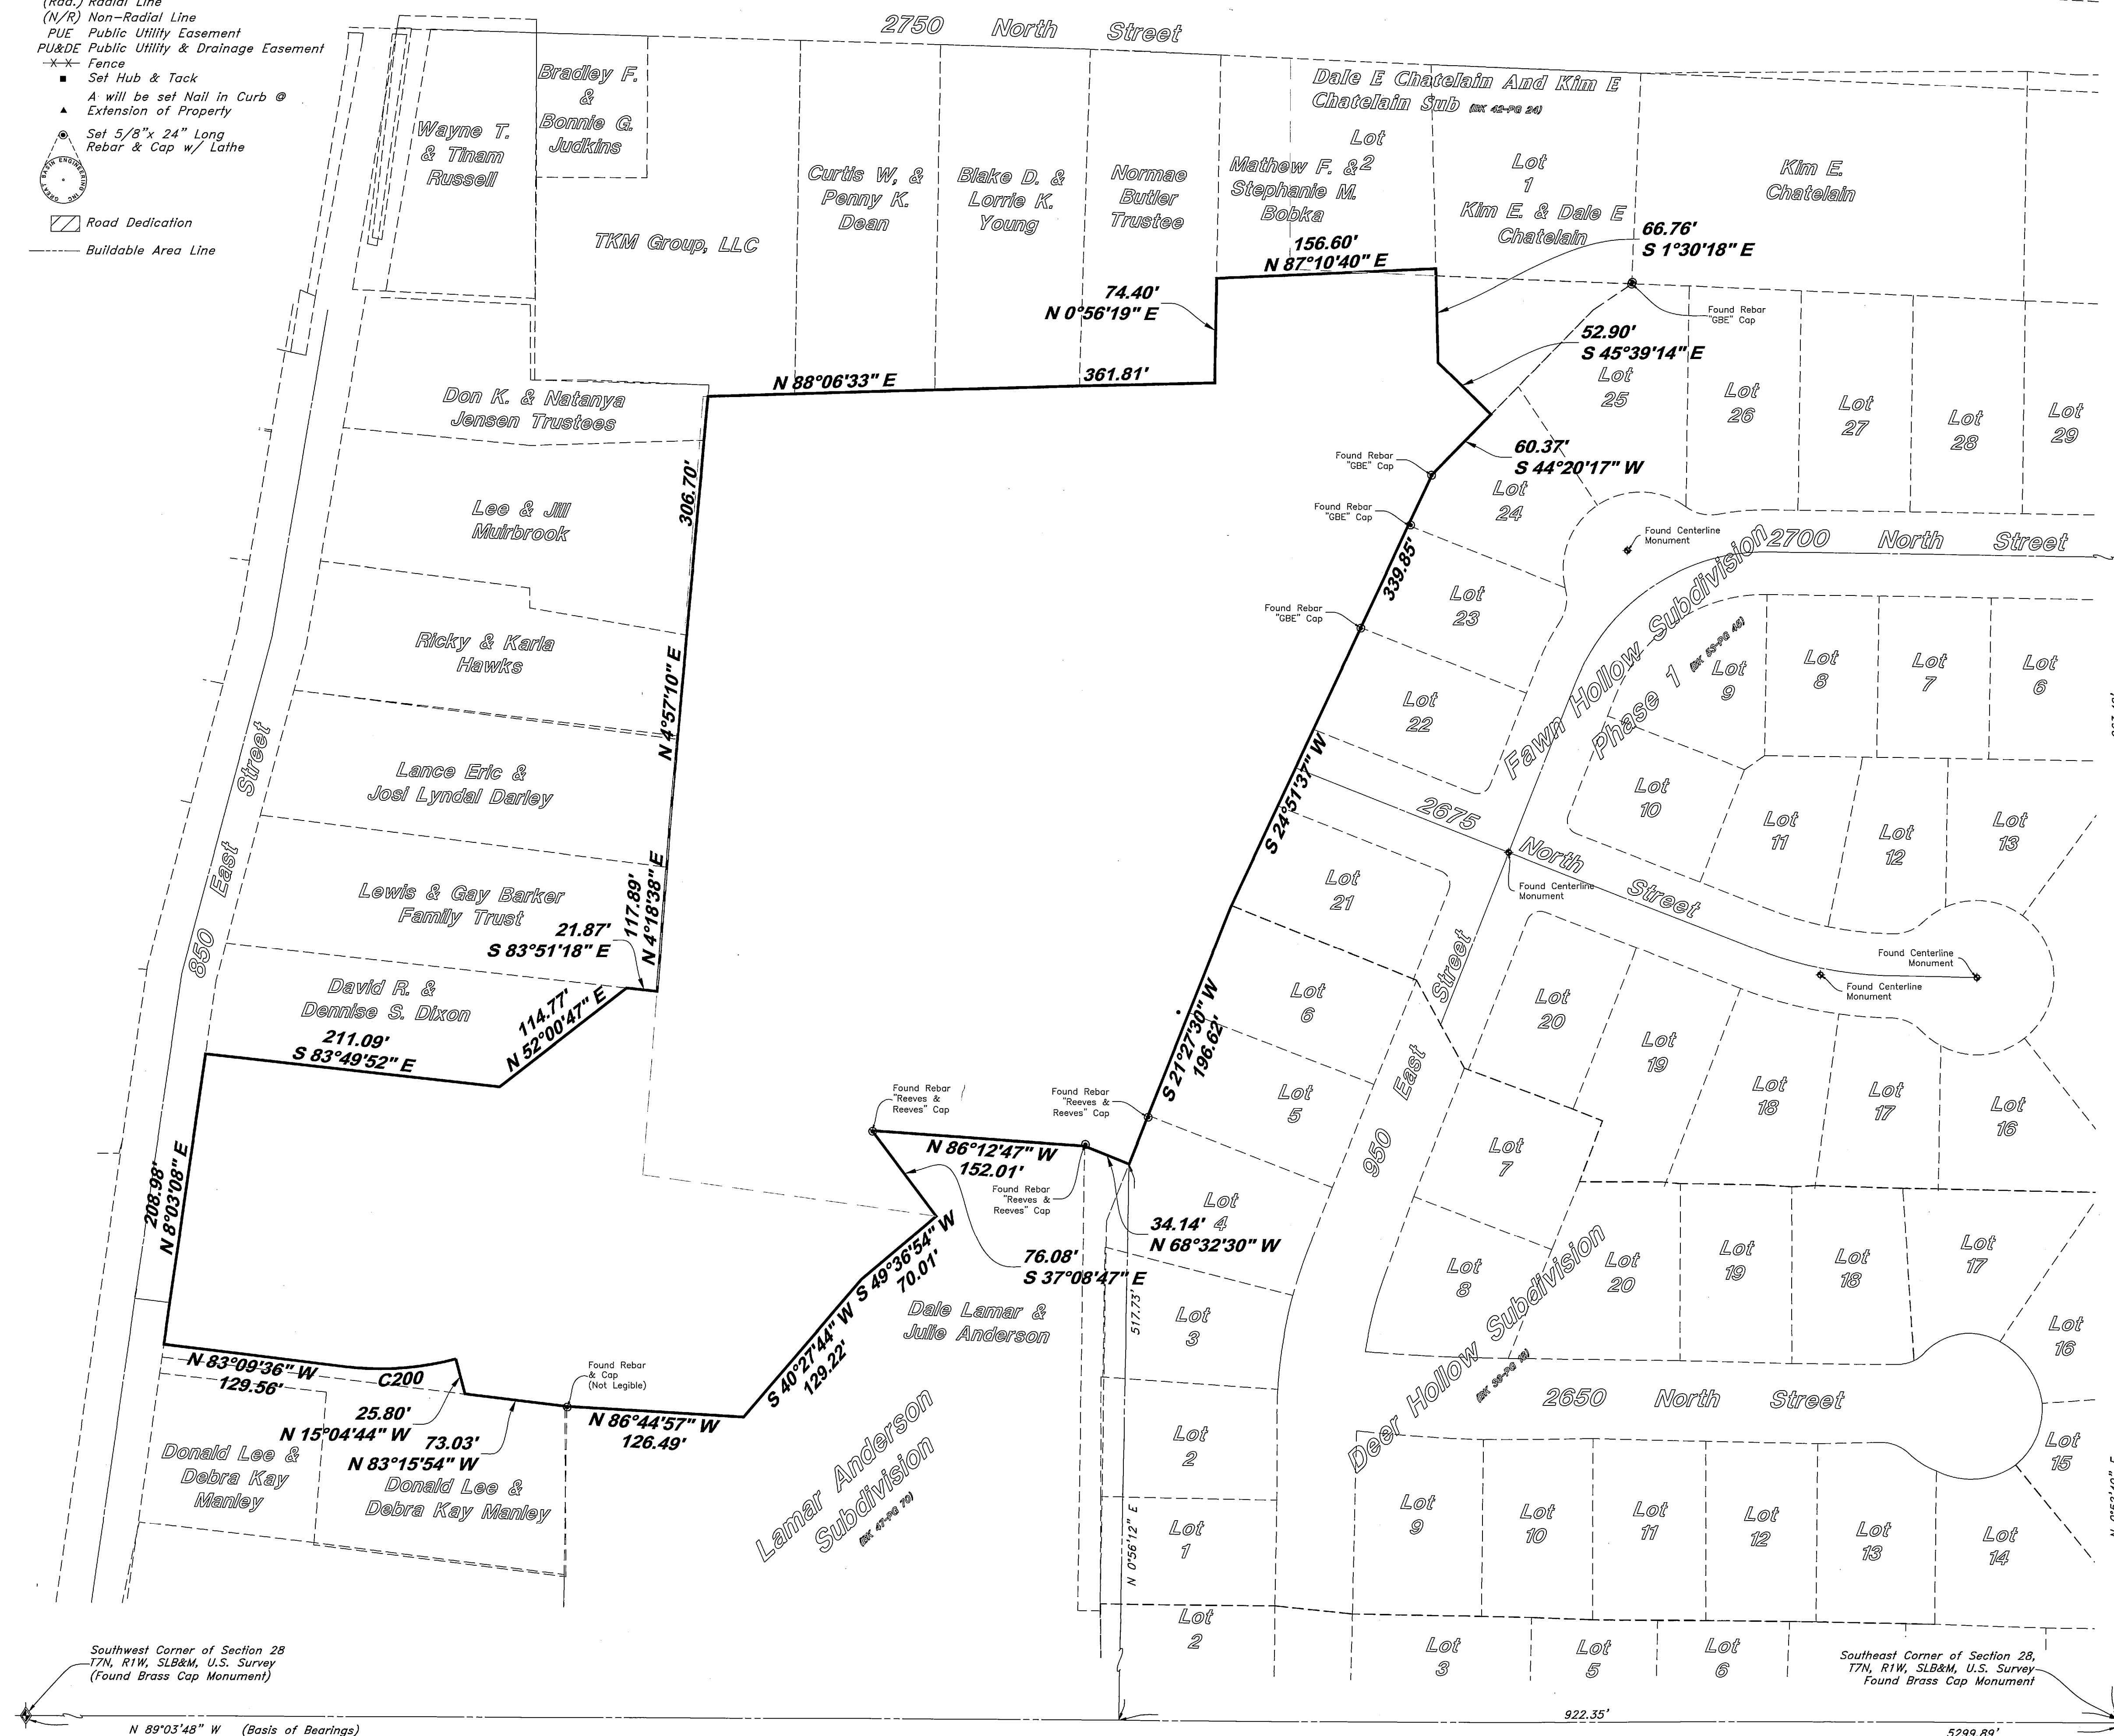 (Rad.) Radial Line
(N/R) Non-Radial Line
PUE Public Utility Easement
PU&DE Public Utility & Drainage Easement
Fence
Set Hub & Tack
A will be set Nail in Curb @
Extension of Property
Set 5/8"x 24" Long
Rebar & Cap w/ Lathe
GREAT BASIN ENGINEERING INC
Road Dedication
Buildable Area Line
2750 North Street
Wayne T.
& Tinam
Russell
Bradley F.
&
Bonnie G.
Judkins
TKM Group, LLC
Curtis W, &
Penny K.
Dean
Blake D. &
Lorrie K.
Young
Normae
Butler
Trustee
Dale E Chatelain And Kim E
Chatelain Sub (BK 42-PG 24)
Lot
2
Mathew F. &
Stephanie M.
Bobka
Lot
1
Kim E. & Dale E
Chatelain
Kim E.
Chatelain
156.60'
N 87°10'40" E
66.76'
S 1°30'18" E
74.40'
N 0°56'19" E
52.90'
S 45°39'14" E
Found Rebar
"GBE" Cap
N 88°06'33" E
361.81'
60.37'
S 44°20'17" W
Lot
25
Lot
26
Lot
27
Lot
28
Lot
29
Don K. & Natanya
Jensen Trustees
Lee & Jill
Muirbrook
Ricky & Karla
Hawks
Lance Eric &
Josi Lyndal Darley
Lewis & Gay Barker
Family Trust
David R. &
Dennise S. Dixon
850 East Street
306.70'
N 4°57'10" E
117.89'
N 4°18'38" E
21.87'
S 83°51'18" E
114.77'
N 52°00'47" E
211.09'
S 83°49'52" E
208.98'
N 8°03'08" E
Found Rebar
"GBE" Cap
Found Rebar
"GBE" Cap
Found Rebar
"GBE" Cap
339.85'
S 24°51'37" W
Lot
24
Lot
23
Lot
22
Lot
21
Found Centerline
Monument
2700 North Street
Fawn Hollow Subdivision
Phase 1 (BK 53-PG 46)
Lot
9
Lot
8
Lot
7
Lot
6
Lot
10
Lot
11
Lot
12
Lot
13
2675 North Street
Found Centerline
Monument
Found Centerline
Monument
Found Centerline
Monument
950 East Street
Lot
20
Lot
19
Lot
18
Lot
17
Lot
16
S 21°27'30" W
196.62'
Lot
6
Lot
5
Lot
4
Lot
3
Lot
2
Lot
1
Lot
2
Found Rebar
"Reeves &
Reeves" Cap
Found Rebar
"Reeves &
Reeves" Cap
Found Rebar
"Reeves &
Reeves" Cap
N 86°12'47" W
152.01'
34.14'
N 68°32'30" W
76.08'
S 37°08'47" E
S 49°36'54" W
70.01'
S 40°27'44" W
129.22'
Dale Lamar &
Julie Anderson
517.73'
N 0°56'12" E
Lot
7
Lot
8
Lot
20
Lot
19
Lot
18
Lot
17
Lot
16
Lot
15
Deer Hollow Subdivision
2650 North Street
Lot
9
Lot
10
Lot
11
Lot
12
Lot
13
Lot
14
Lot
3
Lot
5
Lot
6
N 83°09'36" W
129.56'
C200
25.80'
N 15°04'44" W
73.03'
N 83°15'54" W
Found Rebar
& Cap
(Not Legible)
N 86°44'57" W
126.49'
Donald Lee &
Debra Kay
Manley
Donald Lee &
Debra Kay Manley
Lamar Anderson
Subdivision
(BK 47-PG 70)
Southwest Corner of Section 28
T7N, R1W, SLB&M, U.S. Survey
(Found Brass Cap Monument)
Southeast Corner of Section 28,
T7N, R1W, SLB&M, U.S. Survey
Found Brass Cap Monument
N 89°03'48" W (Basis of Bearings)
922.35'
5299.89'